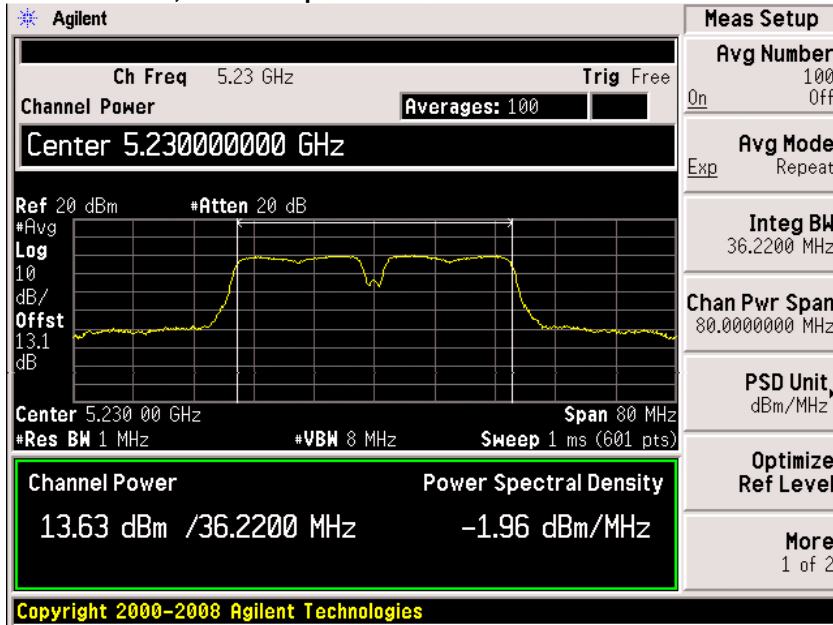 Agilent
Meas Setup
Ch Freq 5.23 GHz Trig Free
Channel Power Averages: 100
Center 5.230000000 GHz
Ref 20 dBm #Atten 20 dB
#Avg
Log
10
dB/
Offst
13.1
dB
Center 5.230 00 GHz Span 80 MHz
#Res BW 1 MHz #VBW 8 MHz Sweep 1 ms (601 pts)
Channel Power Power Spectral Density
13.63 dBm /36.2200 MHz -1.96 dBm/MHz
Avg Number
100
On Off
Avg Mode
Exp Repeat
Integ BW
36.2200 MHz
Chan Pwr Span
80.0000000 MHz
PSD Unit
dBm/MHz
Optimize
Ref Level
More
1 of 2
Copyright 2000-2008 Agilent Technologies